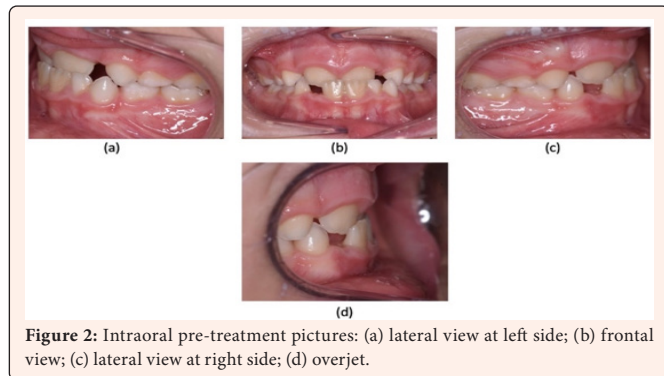 (a)
(b)
(c)
(d)
Figure 2: Intraoral pre-treatment pictures: (a) lateral view at left side; (b) frontal
view; (c) lateral view at right side; (d) overjet.